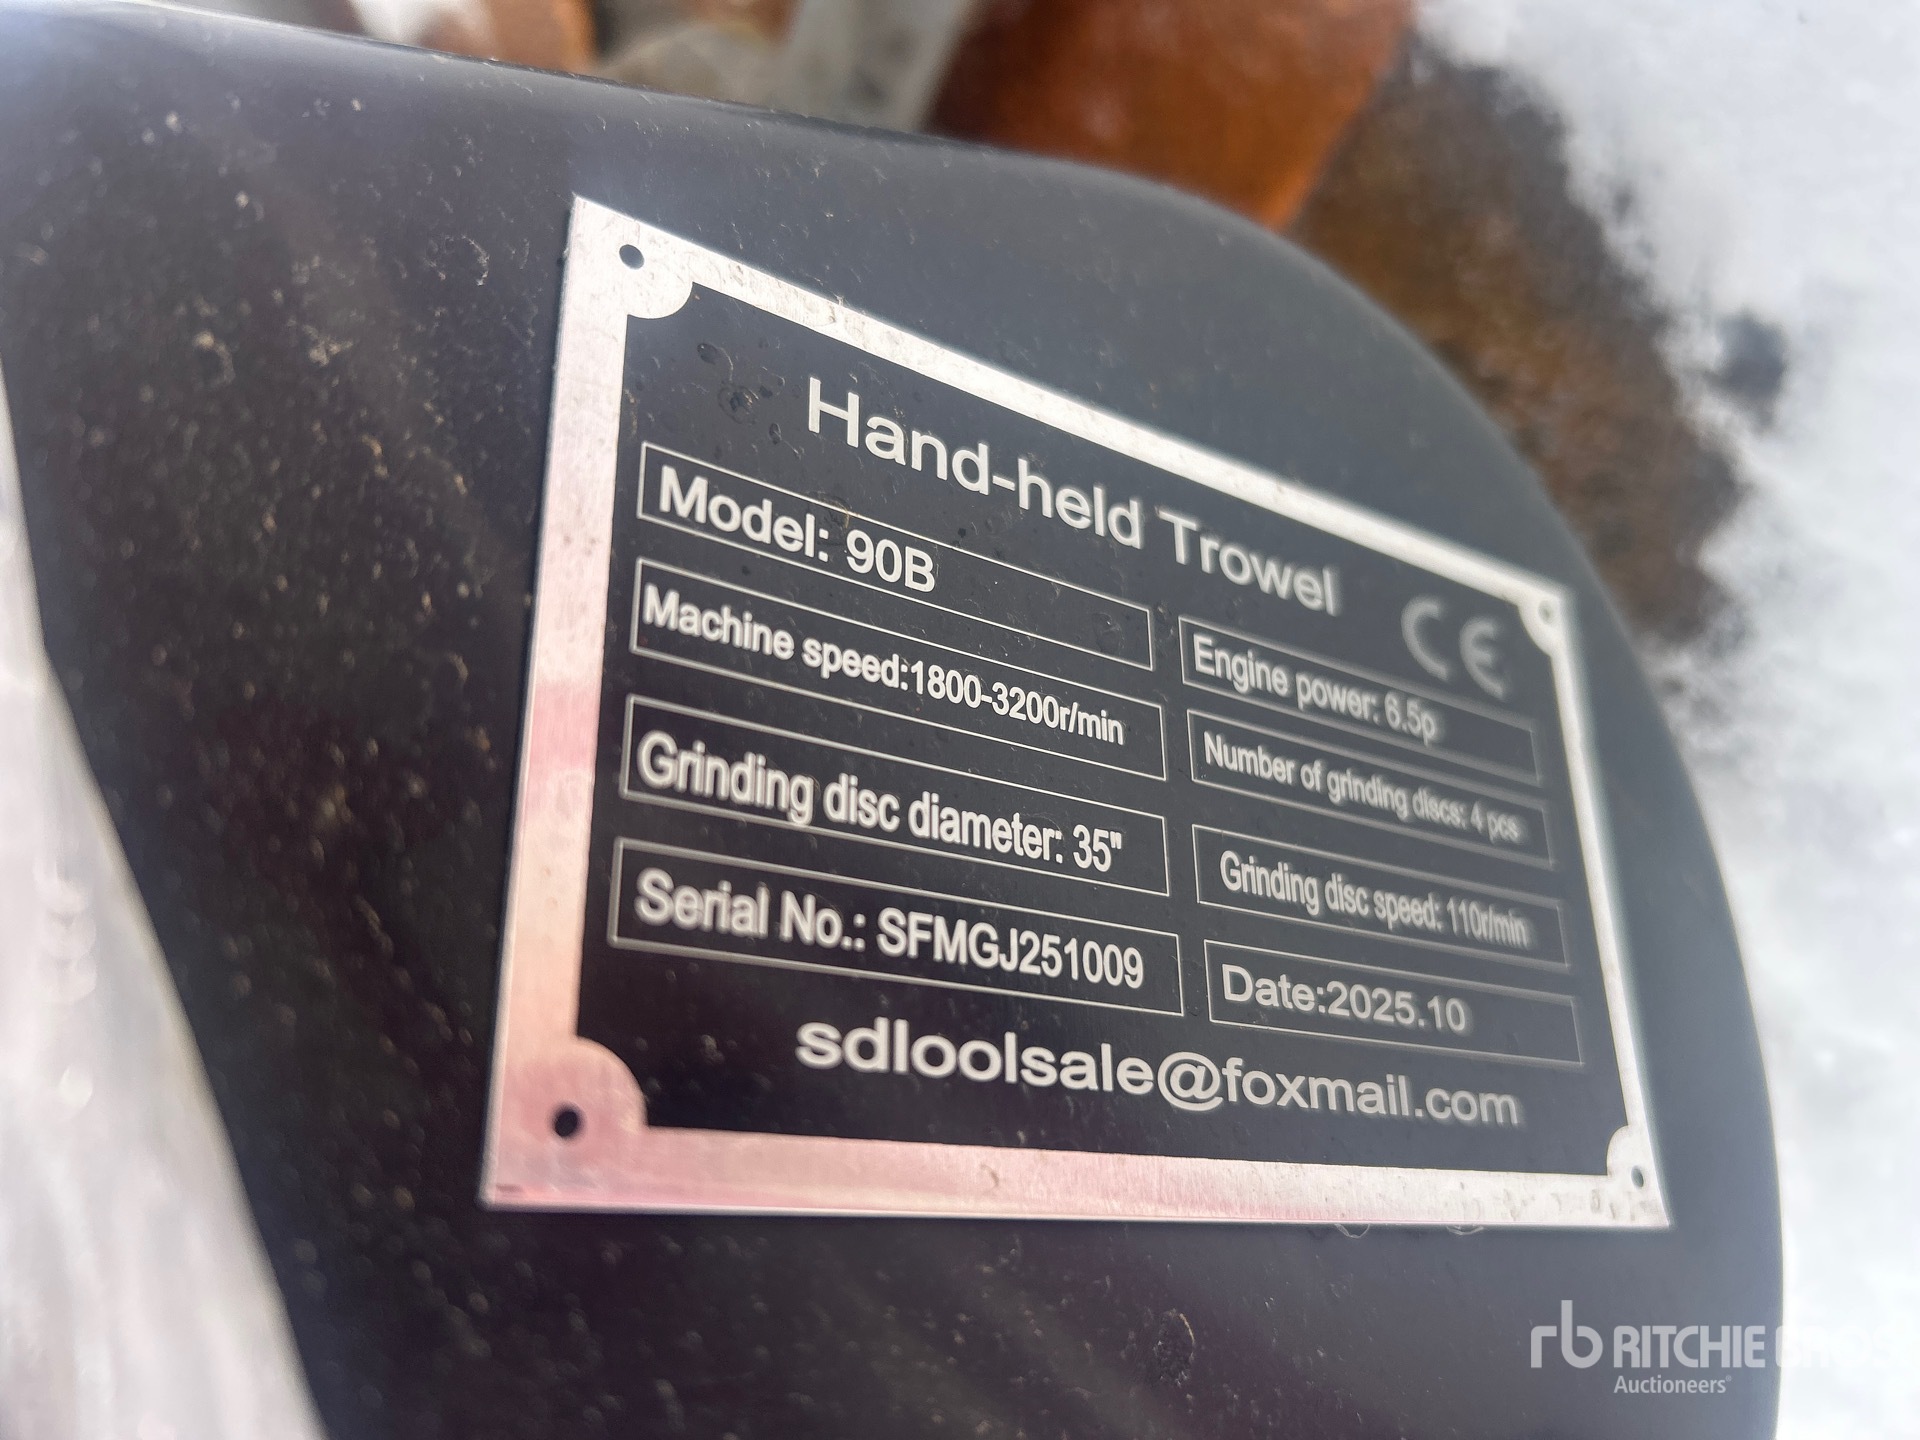 Hand-held Trowel
CE
Model: 90B
Engine power: 6.5p
Machine speed:1800-3200r/min
Number of grinding discs: 4 pcs
Grinding disc diameter: 35"
Grinding disc speed: 110r/min
Serial No.: SFMGJ251009
Date:2025.10
sdloolsale@foxmail.com
rb RITCHIE BROS
Auctioneers